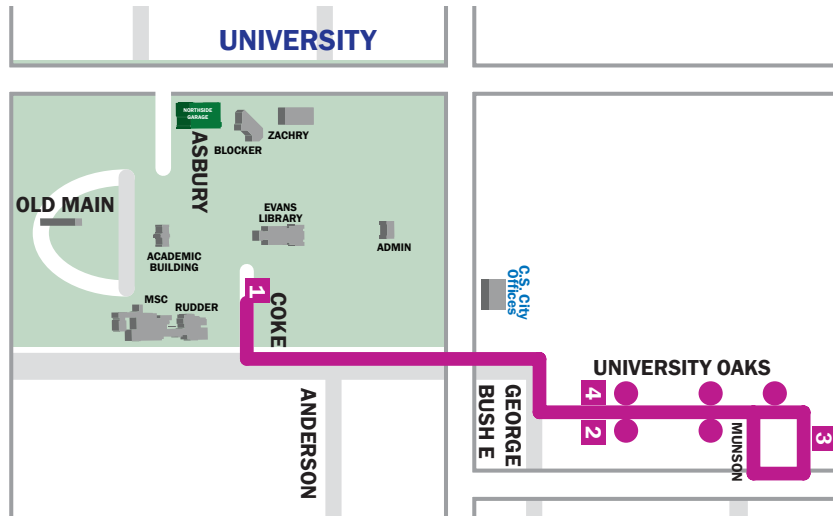 UNIVERSITY
NORTHSIDE
GARAGE
ZACHRY
BLOCKER
ASBURY
OLD MAIN
EVANS
LIBRARY
ADMIN
ACADEMIC
BUILDING
C.S. City
Offices
1
COKE
MSC
RUDDER
UNIVERSITY OAKS
ANDERSON
GEORGE
BUSH E
4
2
MUNSON
3